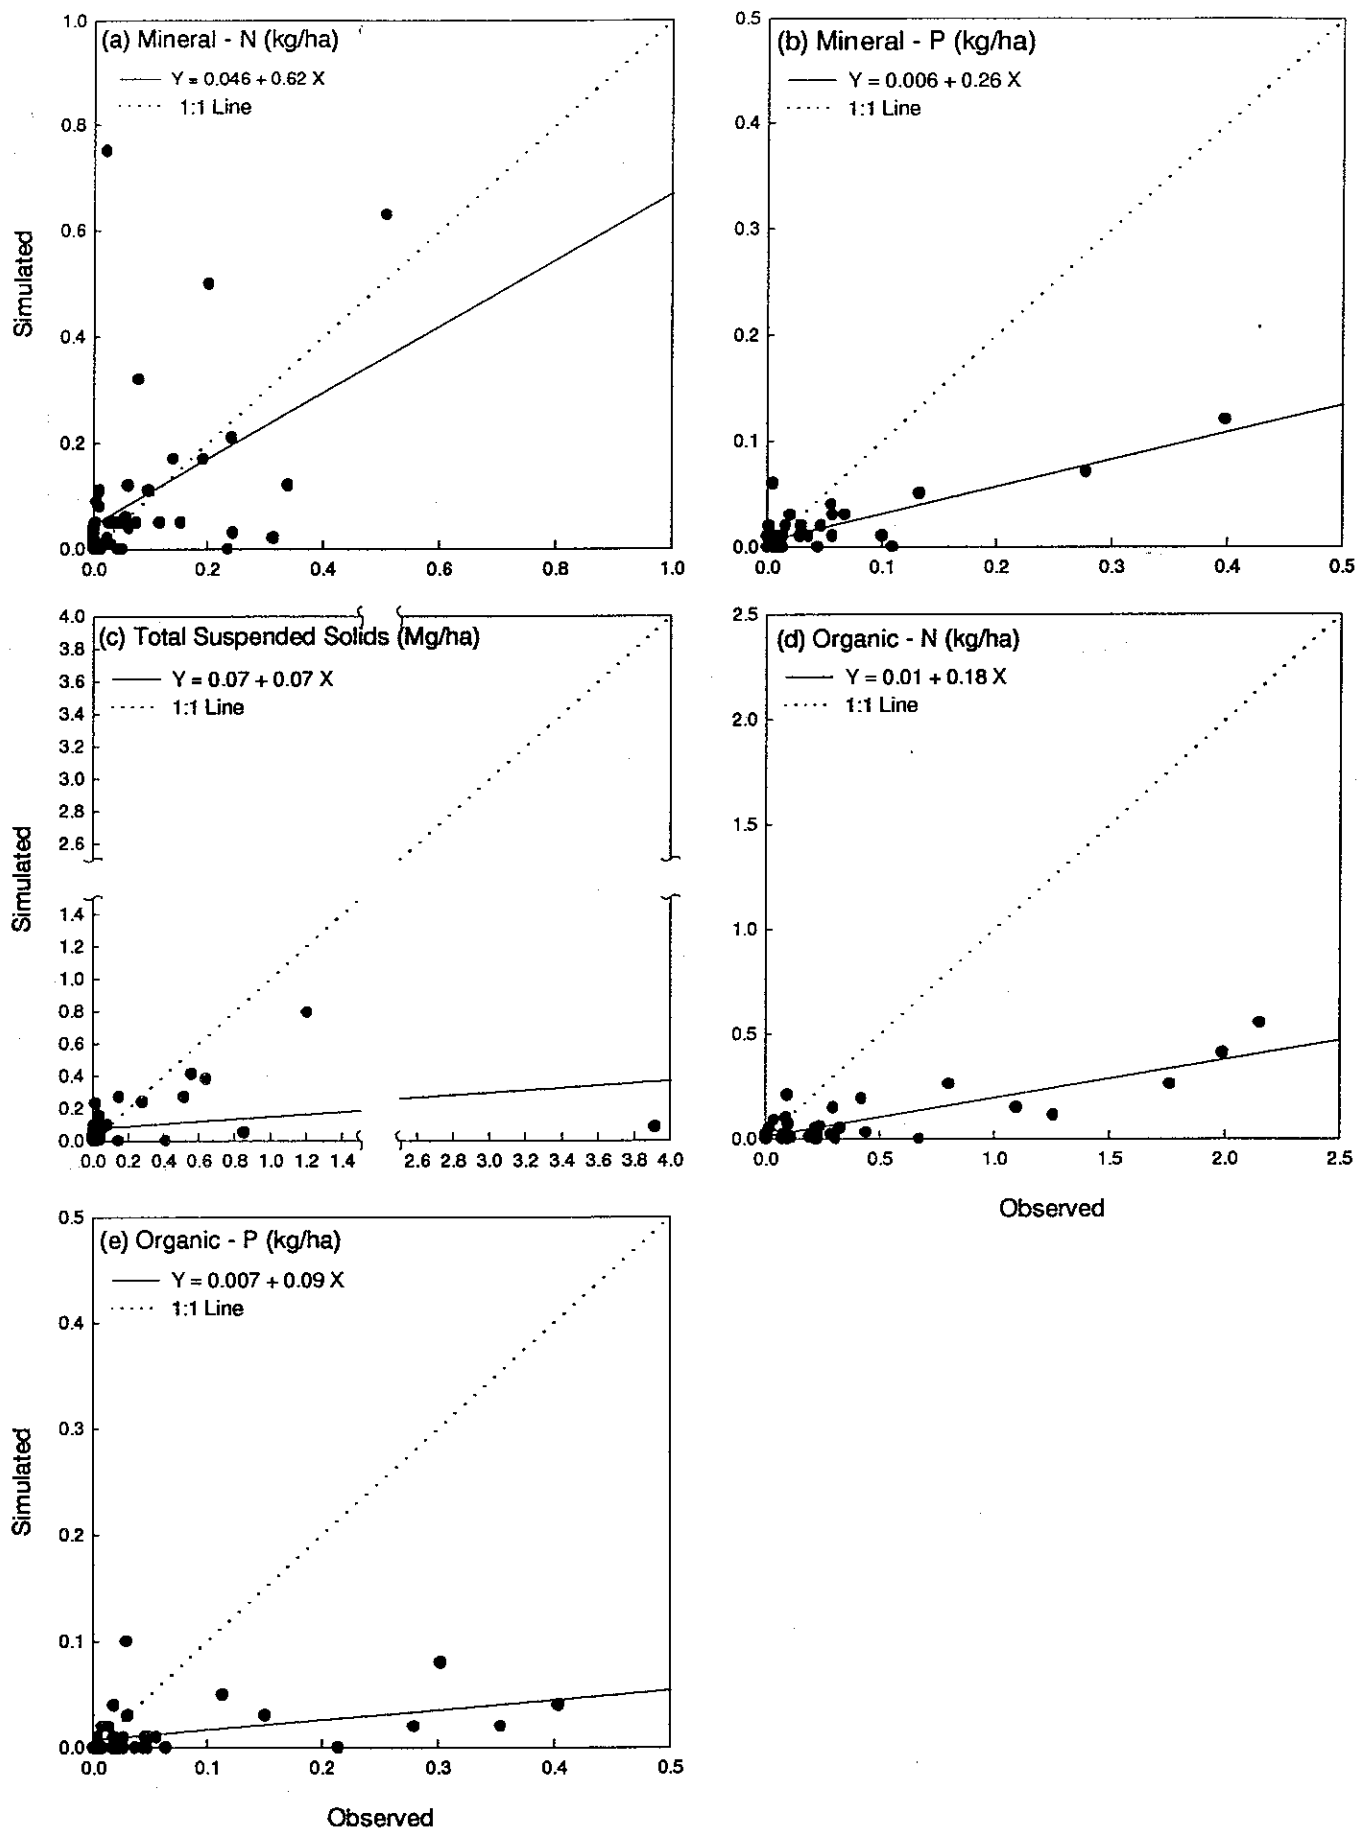 (a) Mineral - N (kg/ha)
Y = 0.046 + 0.62 X
1:1 Line
Simulated
1.0
0.8
0.6
0.4
0.2
0.0
0.0 0.2 0.4 0.6 0.8 1.0
(b) Mineral - P (kg/ha)
Y = 0.006 + 0.26 X
1:1 Line
0.5
0.4
0.3
0.2
0.1
0.0
0.0 0.1 0.2 0.3 0.4 0.5
(c) Total Suspended Solids (Mg/ha)
Y = 0.07 + 0.07 X
1:1 Line
Simulated
4.0
3.8
3.6
3.4
3.2
3.0
2.8
2.6
1.4
1.2
1.0
0.8
0.6
0.4
0.2
0.0
0.0 0.2 0.4 0.6 0.8 1.0 1.2 1.4 2.6 2.8 3.0 3.2 3.4 3.6 3.8 4.0
(d) Organic - N (kg/ha)
Y = 0.01 + 0.18 X
1:1 Line
2.5
2.0
1.5
1.0
0.5
0.0
0.0 0.5 1.0 1.5 2.0 2.5
Observed
(e) Organic - P (kg/ha)
Y = 0.007 + 0.09 X
1:1 Line
Simulated
0.5
0.4
0.3
0.2
0.1
0.0
0.0 0.1 0.2 0.3 0.4 0.5
Observed